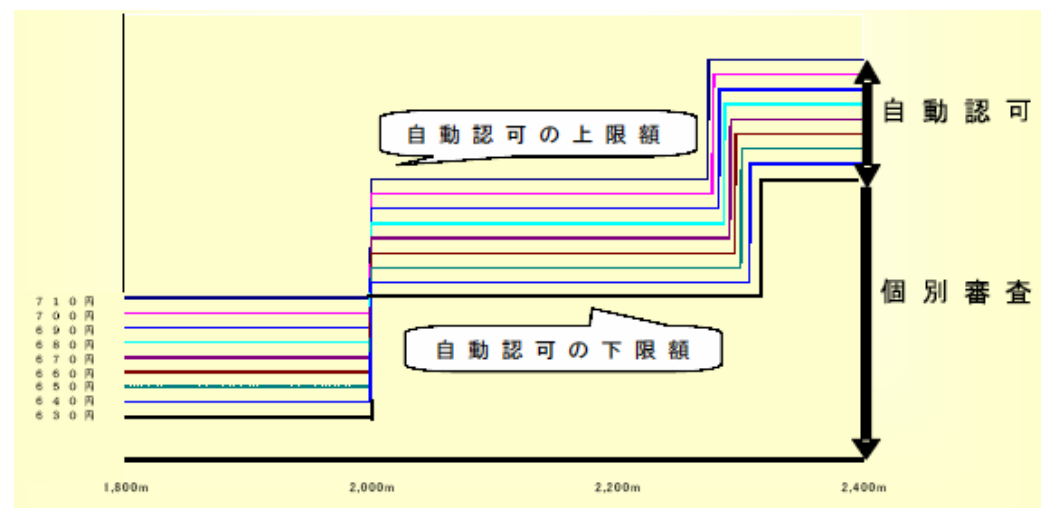 自動認可の上限額
自動認可
710円
700円
690円
680円
670円
660円
650円
640円
630円
個別審査
自動認可の下限額
1,800m
2,000m
2,200m
2,400m